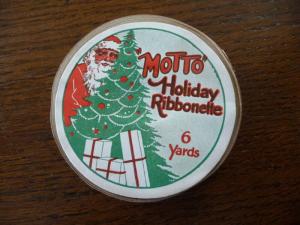 "MOTTO"
Holiday
Ribbonette
6
Yards